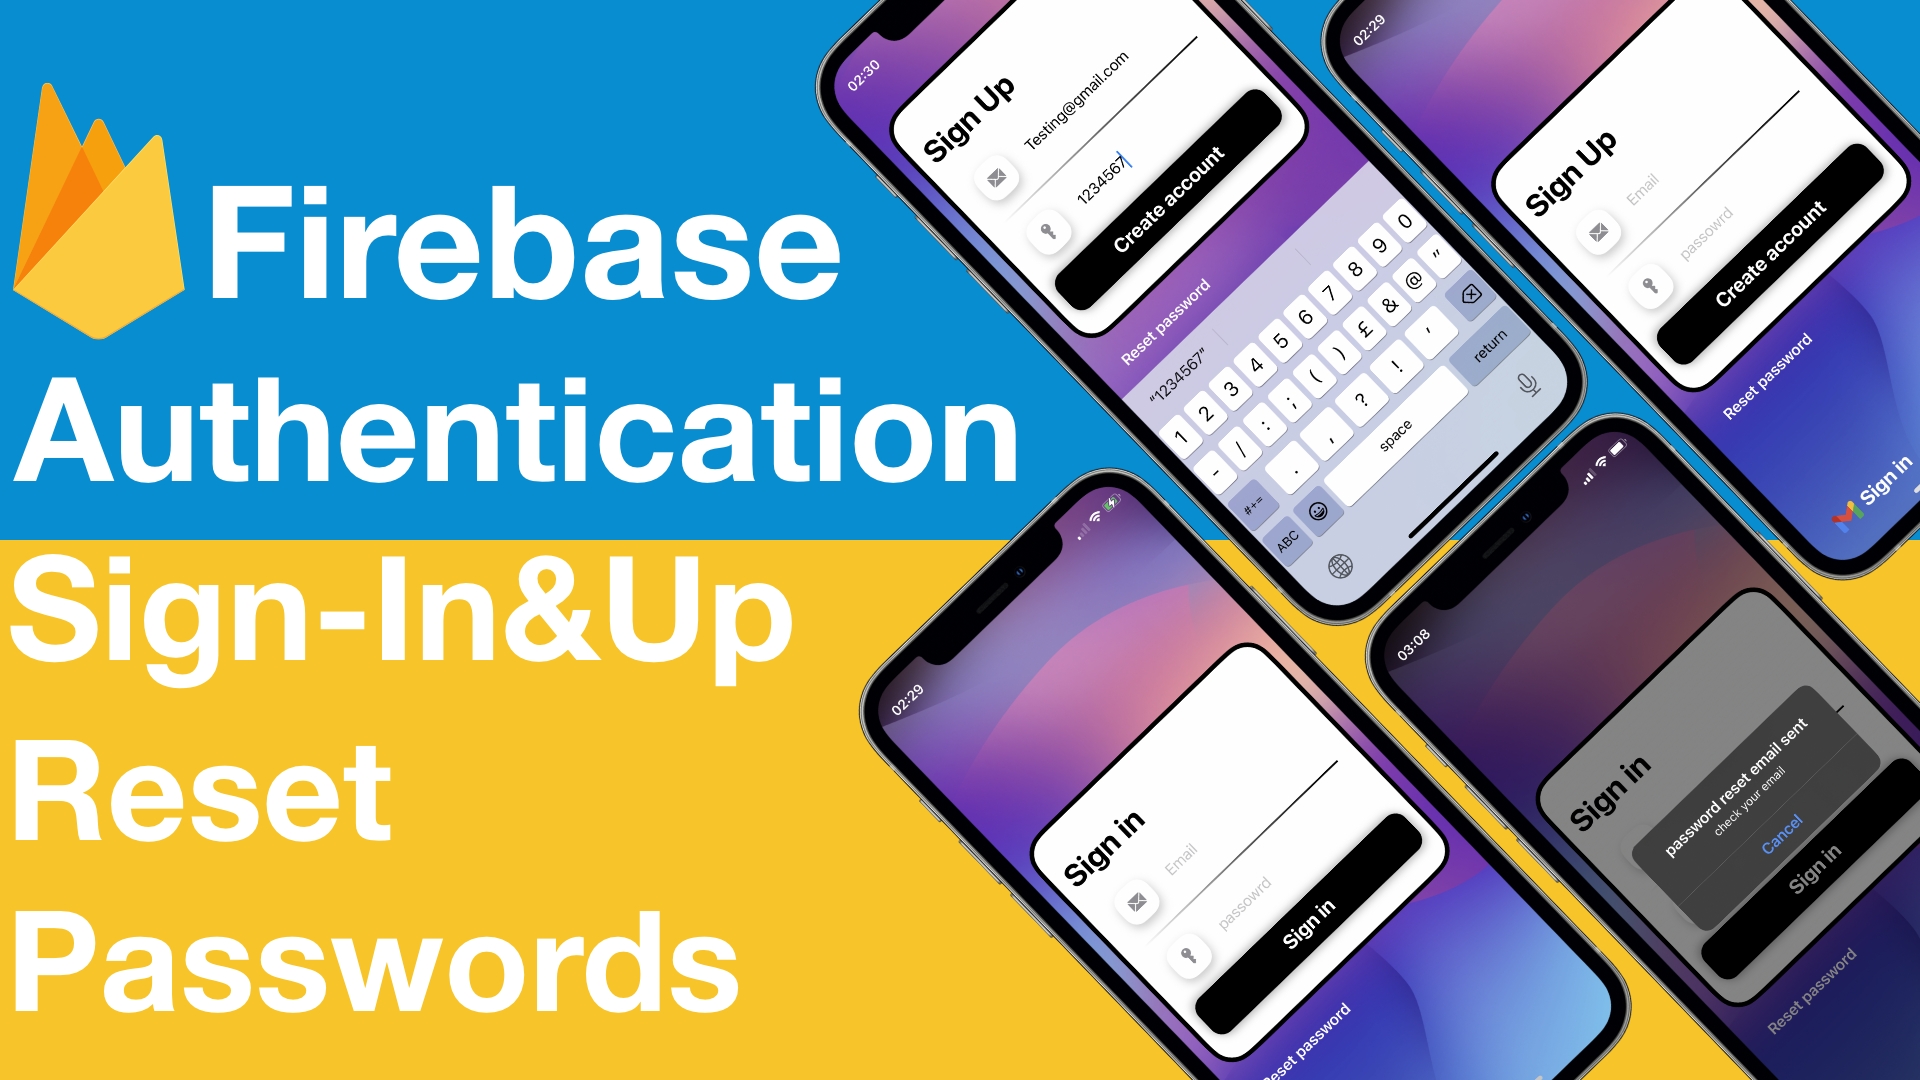 Firebase
Authentication
Sign-In&Up
Reset
Passwords
02:30
Sign Up
Testing@gmail.com
1234567
Create account
Reset password
"1234567"
1 2 3 4 5 6 7 8 9 0
- / : ; ( ) £ & @ "
#+= . , ? ! '
ABC space return
02:29
Sign Up
Email
passowrd
Create account
Reset password
Sign in
02:29
Sign in
Email
passowrd
Sign in
Reset password
03:08
Sign in
password reset email sent
check your email
Cancel
Sign in
Reset password